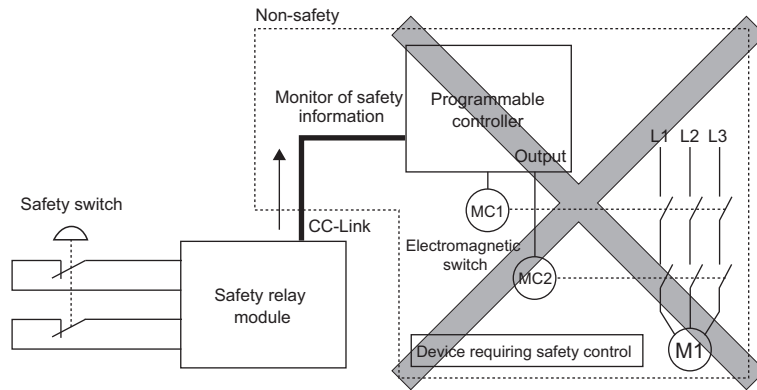 Non-safety
Monitor of safety
information
Programmable
controller
Output
L1 L2 L3
MC1
Safety switch
CC-Link
Electromagnetic
switch
MC2
Safety relay
module
Device requiring safety control
M1